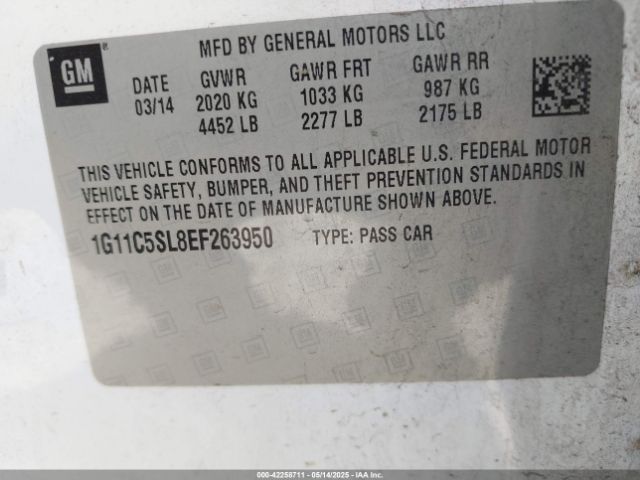 GM
MFD BY GENERAL MOTORS LLC
DATE GVWR GAWR FRT GAWR RR
03/14 2020 KG 1033 KG 987 KG
4452 LB 2277 LB 2175 LB
THIS VEHICLE CONFORMS TO ALL APPLICABLE U.S. FEDERAL MOTOR
VEHICLE SAFETY, BUMPER, AND THEFT PREVENTION STANDARDS IN
EFFECT ON THE DATE OF MANUFACTURE SHOWN ABOVE.
1G11C5SL8EF263950 TYPE: PASS CAR
000-42258711 - 05/14/2025 - IAAI.COM